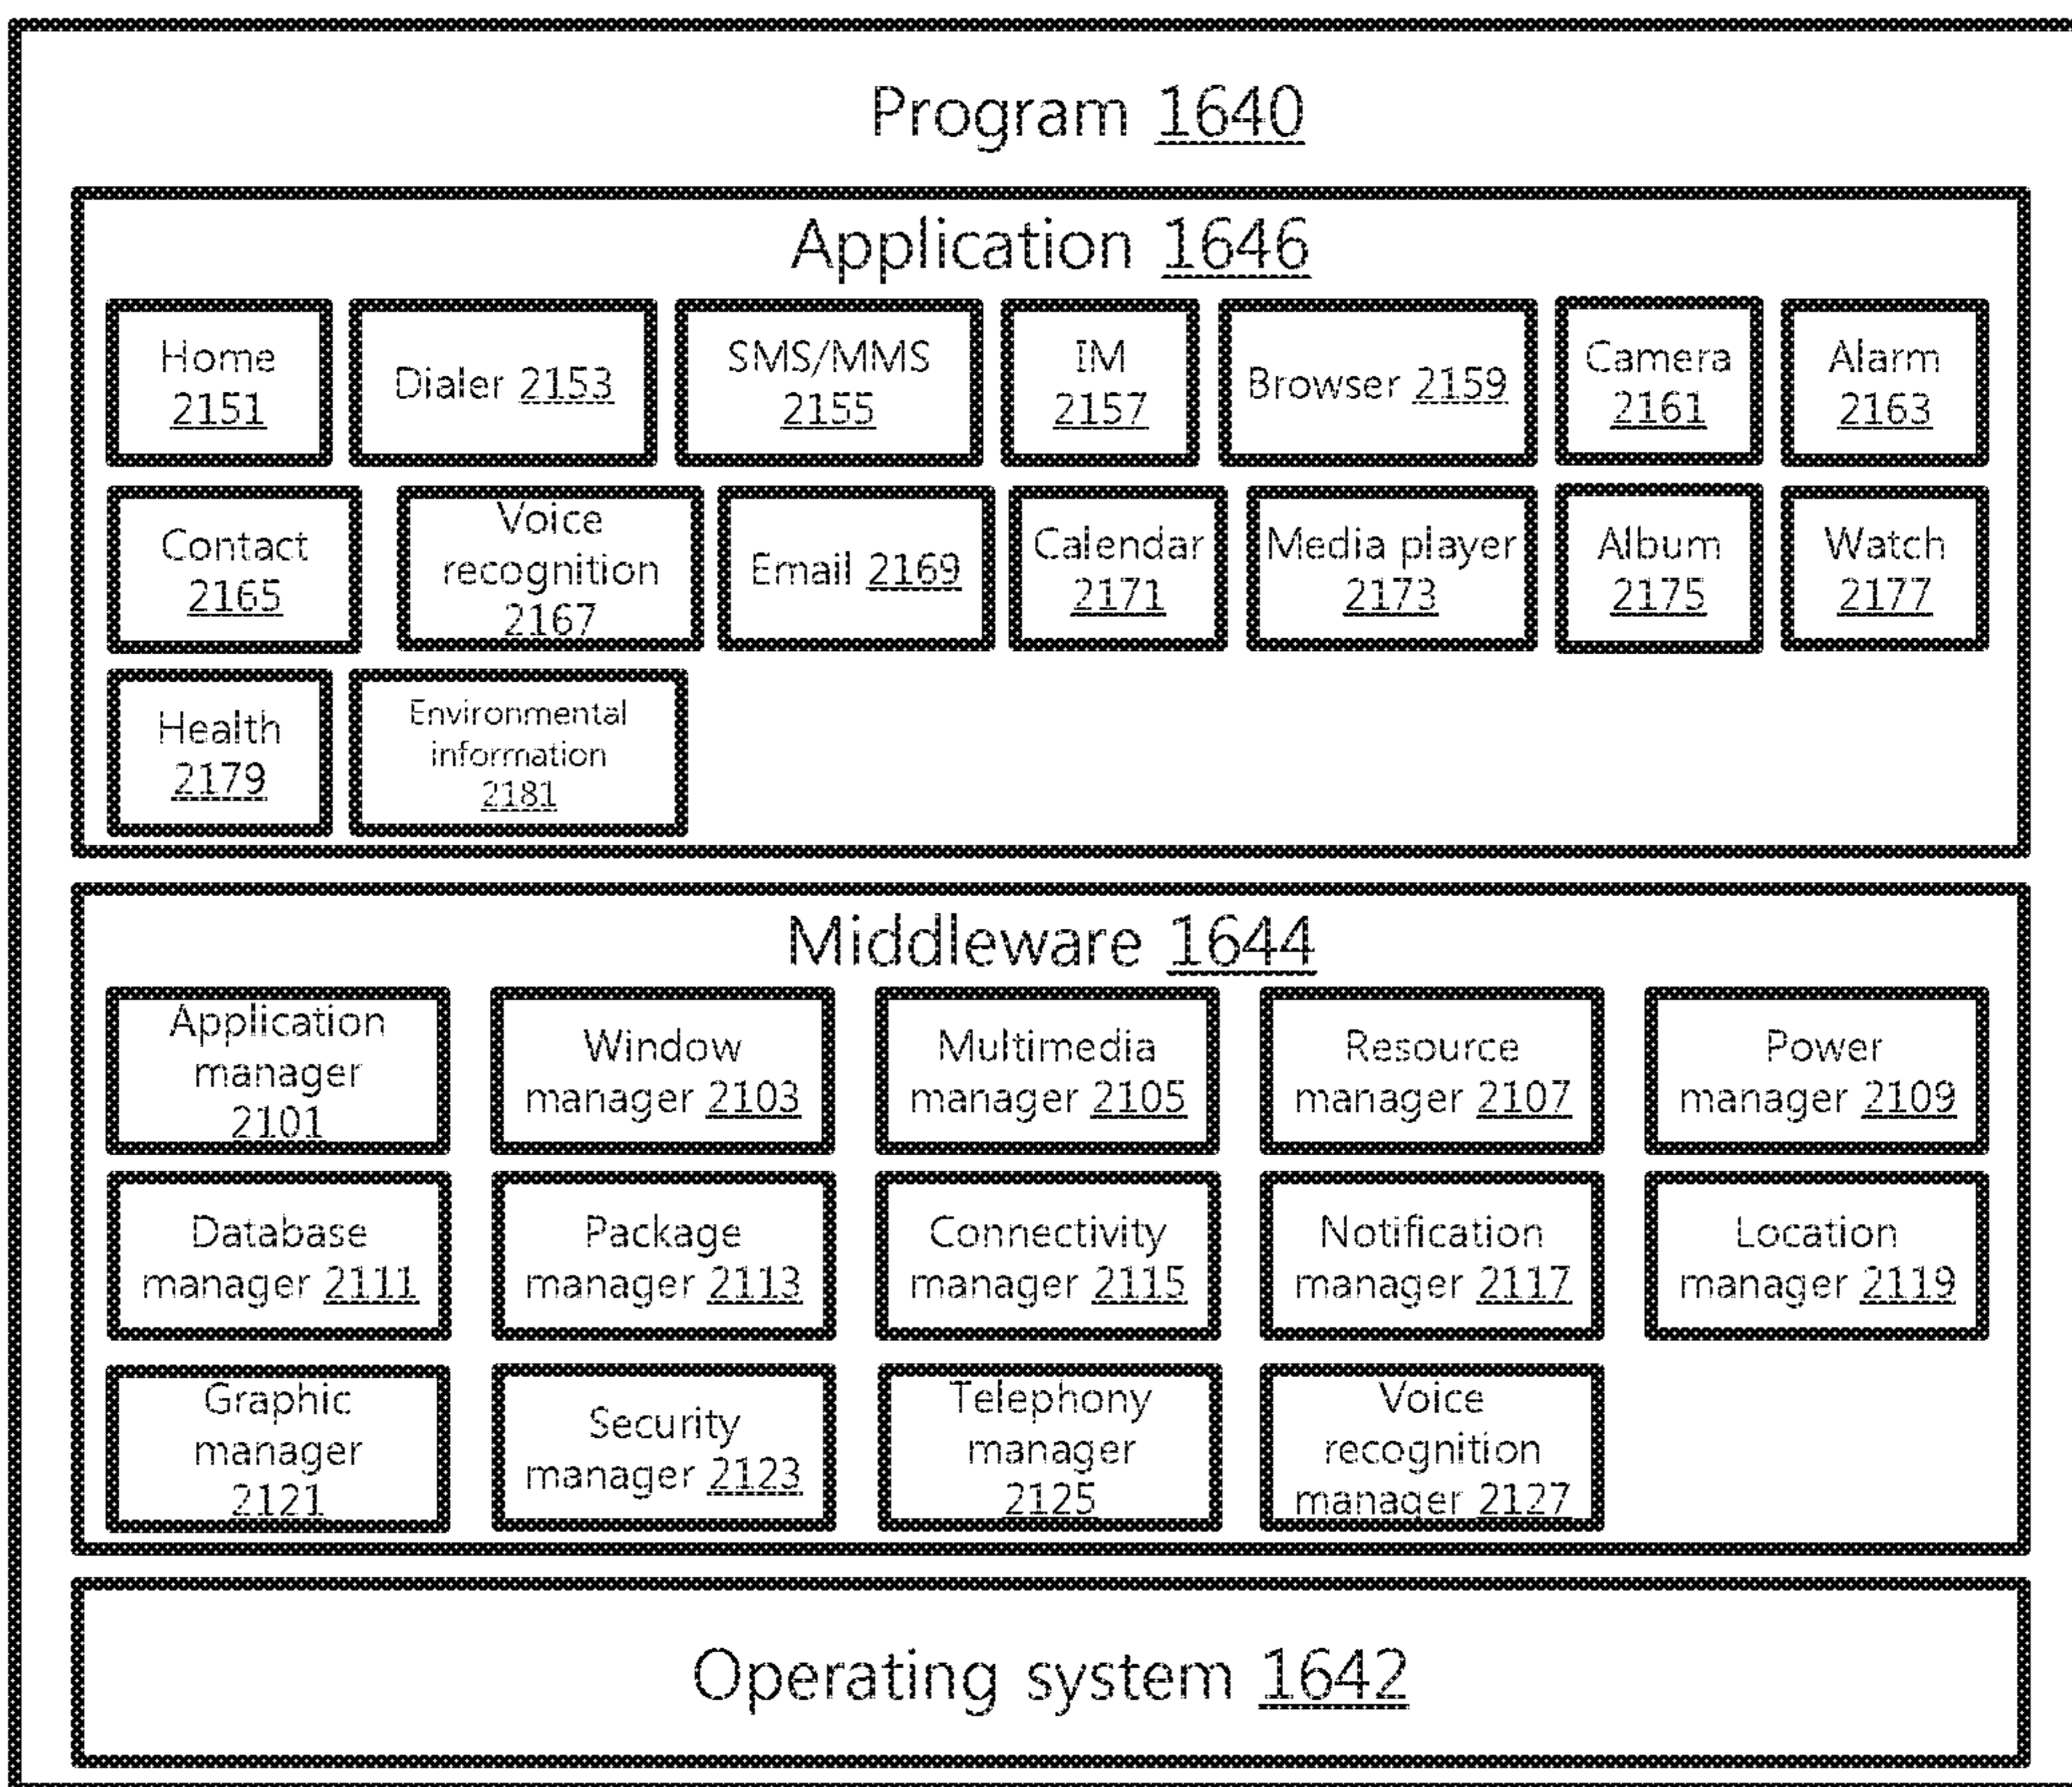 Program 1640
Application 1646
Home
2151
Dialer 2153
SMS/MMS
2155
IM
2157
Browser 2159
Camera
2161
Alarm
2163
Contact
2165
Voice
recognition
2167
Email 2169
Calendar
2171
Media player
2173
Album
2175
Watch
2177
Health
2179
Environmental
information
2181
Middleware 1644
Application
manager
2101
Window
manager 2103
Multimedia
manager 2105
Resource
manager 2107
Power
manager 2109
Database
manager 2111
Package
manager 2113
Connectivity
manager 2115
Notification
manager 2117
Location
manager 2119
Graphic
manager
2121
Security
manager 2123
Telephony
manager
2125
Voice
recognition
manager 2127
Operating system 1642